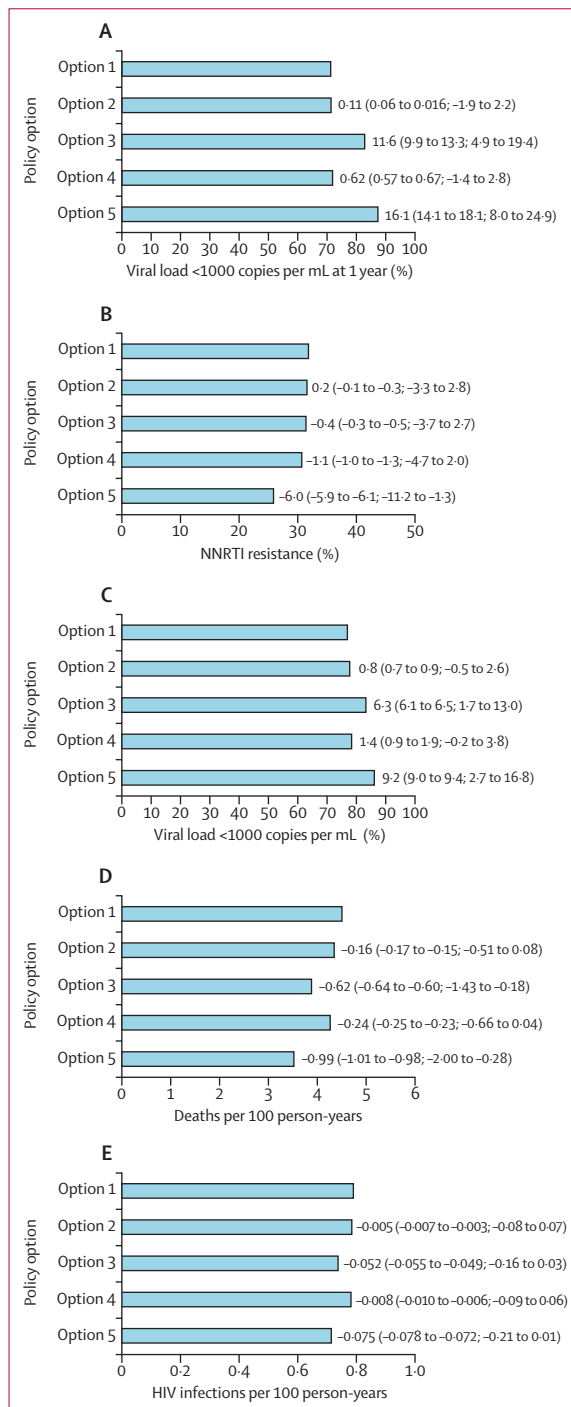 A
Policy option
Option 1
Option 2
0·11 (0·06 to 0·016; –1·9 to 2·2)
Option 3
11·6 (9·9 to 13·3; 4·9 to 19·4)
Option 4
0·62 (0·57 to 0·67; –1·4 to 2·8)
Option 5
16·1 (14·1 to 18·1; 8·0 to 24·9)
0 10 20 30 40 50 60 70 80 90 100
Viral load <1000 copies per mL at 1 year (%)
B
Policy option
Option 1
Option 2
0·2 (–0·1 to –0·3; –3·3 to 2·8)
Option 3
–0·4 (–0·3 to –0·5; –3·7 to 2·7)
Option 4
–1·1 (–1·0 to –1·3; –4·7 to 2·0)
Option 5
–6·0 (–5·9 to –6·1; –11·2 to –1·3)
0 10 20 30 40 50
NNRTI resistance (%)
C
Policy option
Option 1
Option 2
0·8 (0·7 to 0·9; –0·5 to 2·6)
Option 3
6·3 (6·1 to 6·5; 1·7 to 13·0)
Option 4
1·4 (0·9 to 1·9; –0·2 to 3·8)
Option 5
9·2 (9·0 to 9·4; 2·7 to 16·8)
0 10 20 30 40 50 60 70 80 90 100
Viral load <1000 copies per mL (%)
D
Policy option
Option 1
Option 2
–0·16 (–0·17 to –0·15; –0·51 to 0·08)
Option 3
–0·62 (–0·64 to –0·60; –1·43 to –0·18)
Option 4
–0·24 (–0·25 to –0·23; –0·66 to 0·04)
Option 5
–0·99 (–1·01 to –0·98; –2·00 to –0·28)
0 1 2 3 4 5 6
Deaths per 100 person-years
E
Policy option
Option 1
Option 2
–0·005 (–0·007 to –0·003; –0·08 to 0·07)
Option 3
–0·052 (–0·055 to –0·049; –0·16 to 0·03)
Option 4
–0·008 (–0·010 to –0·006; –0·09 to 0·06)
Option 5
–0·075 (–0·078 to –0·072; –0·21 to 0·01)
0 0·2 0·4 0·6 0·8 1·0
HIV infections per 100 person-years